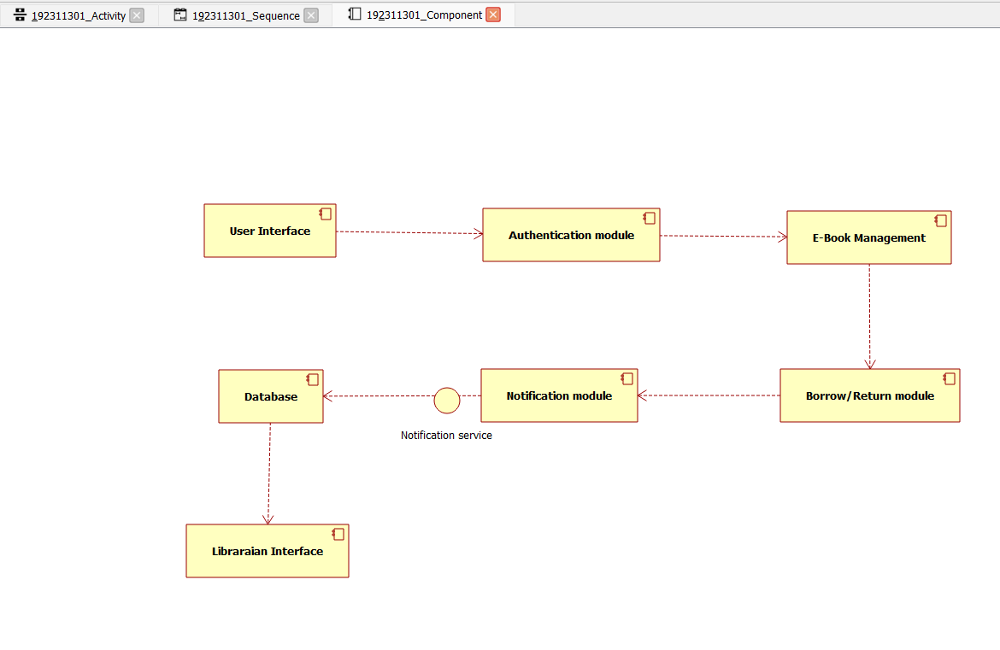 192311301_Activity
192311301_Sequence
192311301_Component
User Interface
Authentication module
E-Book Management
Database
Notification module
Borrow/Return module
Notification service
Libraraian Interface